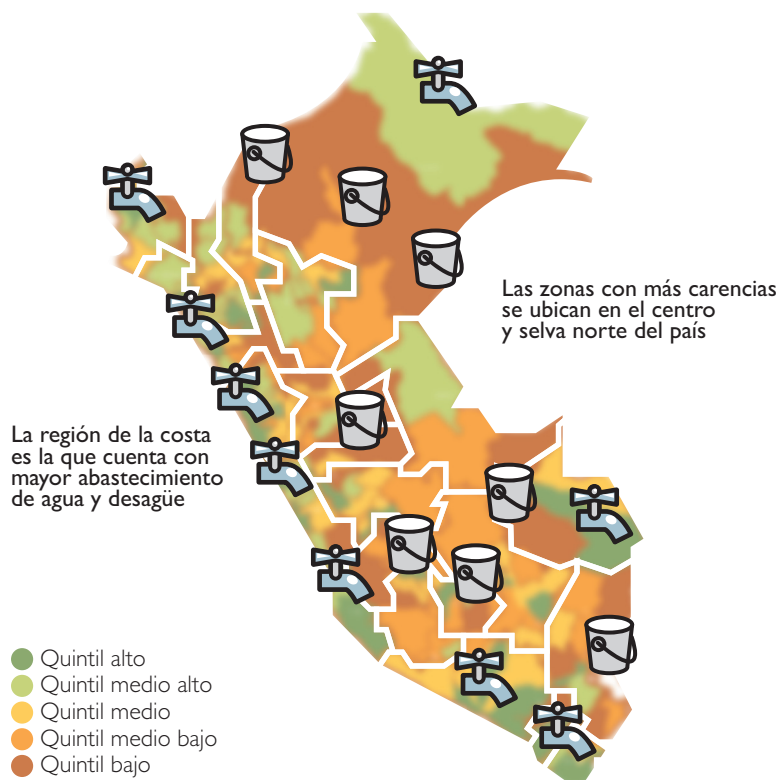 Las zonas con más carencias
se ubican en el centro
y selva norte del país
La región de la costa
es la que cuenta con
mayor abastecimiento
de agua y desagüe
Quintil alto
Quintil medio alto
Quintil medio
Quintil medio bajo
Quintil bajo